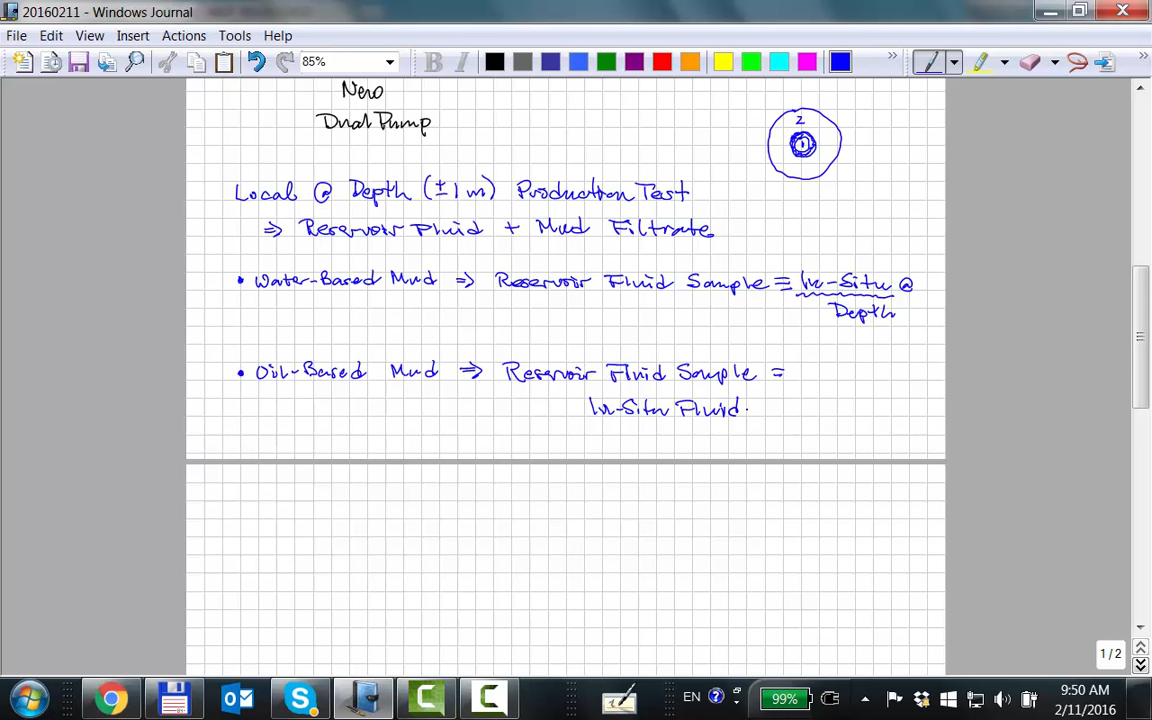 20160211 - Windows Journal
File Edit View Insert Actions Tools Help
85%
B I
Nero
Dual Pump
2
1
Local @ Depth (±1 m) Production Test
⇒ Reservoir Fluid + Mud Filtrate
• Water-Based Mud ⇒ Reservoir Fluid Sample ≡ In-Situ @
Depth
• Oil-Based Mud ⇒ Reservoir Fluid Sample =
In-Situ Fluid.
1 / 2
EN 99% 9:50 AM
2/11/2016